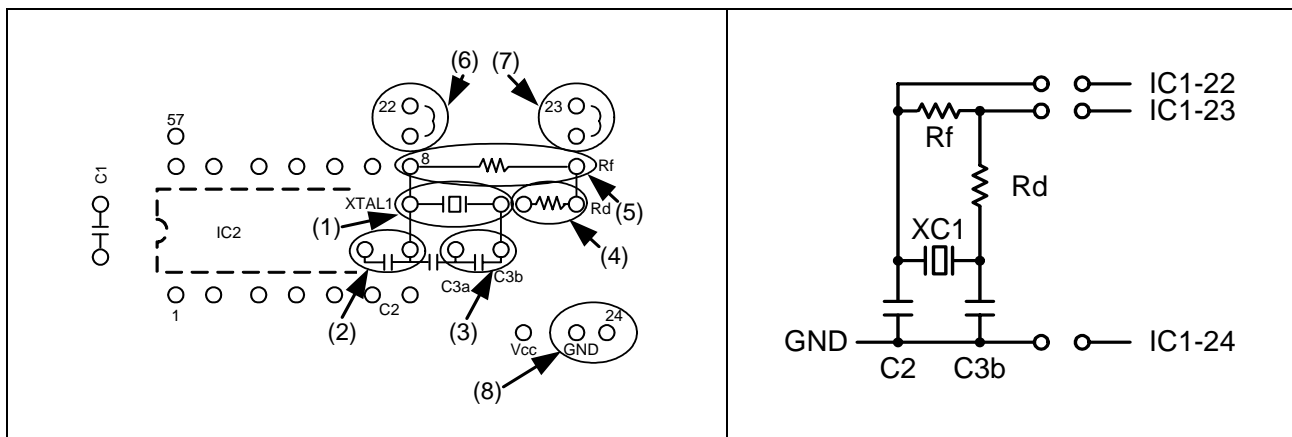 (6)
(7)
22
23
57
8
Rf
C1
XTAL1
Rd
(5)
(1)
IC2
(4)
C3b
C3a
C2
1
(2)
(3)
24
Vcc
GND
(8)
IC1-22
IC1-23
Rf
Rd
XC1
GND
IC1-24
C2
C3b